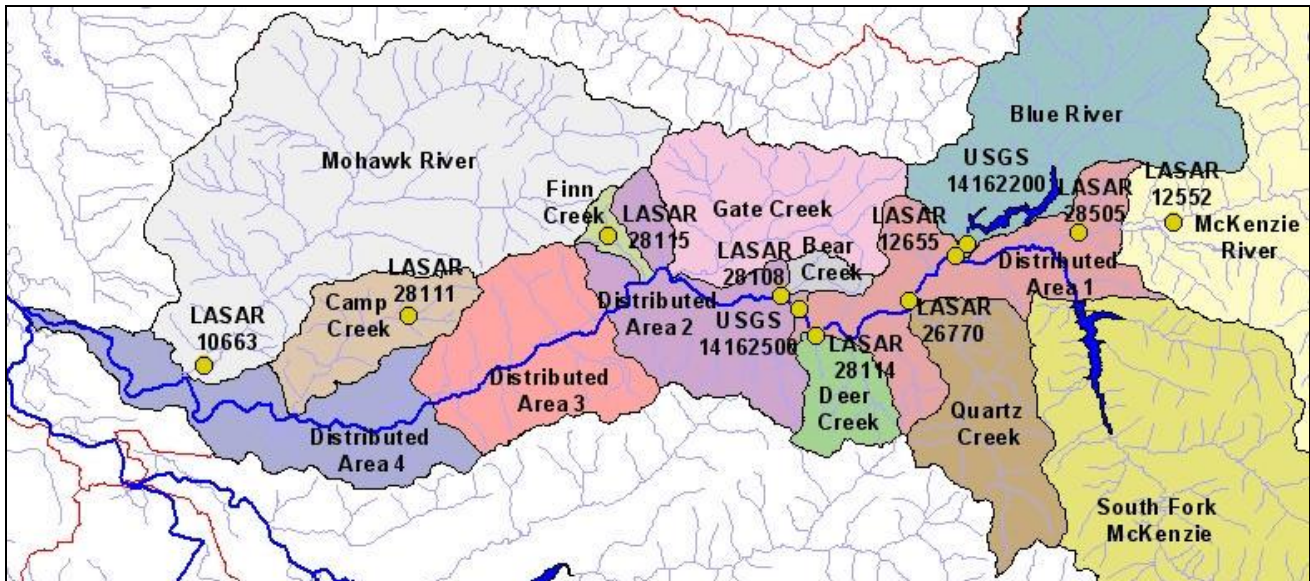 Blue River
Mohawk River
USGS
14162200
LASAR
12552
LASAR
28505
Finn
Creek
LASAR
28115
Gate Creek
LASAR
12655
McKenzie
River
Bear
Creek
LASAR
28108
Distributed
Area 1
LASAR
28111
Camp
Creek
Distributed
Area 2
LASAR
10663
USGS
14162500
LASAR
26770
LASAR
28114
Distributed
Area 3
Deer
Creek
Quartz
Creek
Distributed
Area 4
South Fork
McKenzie